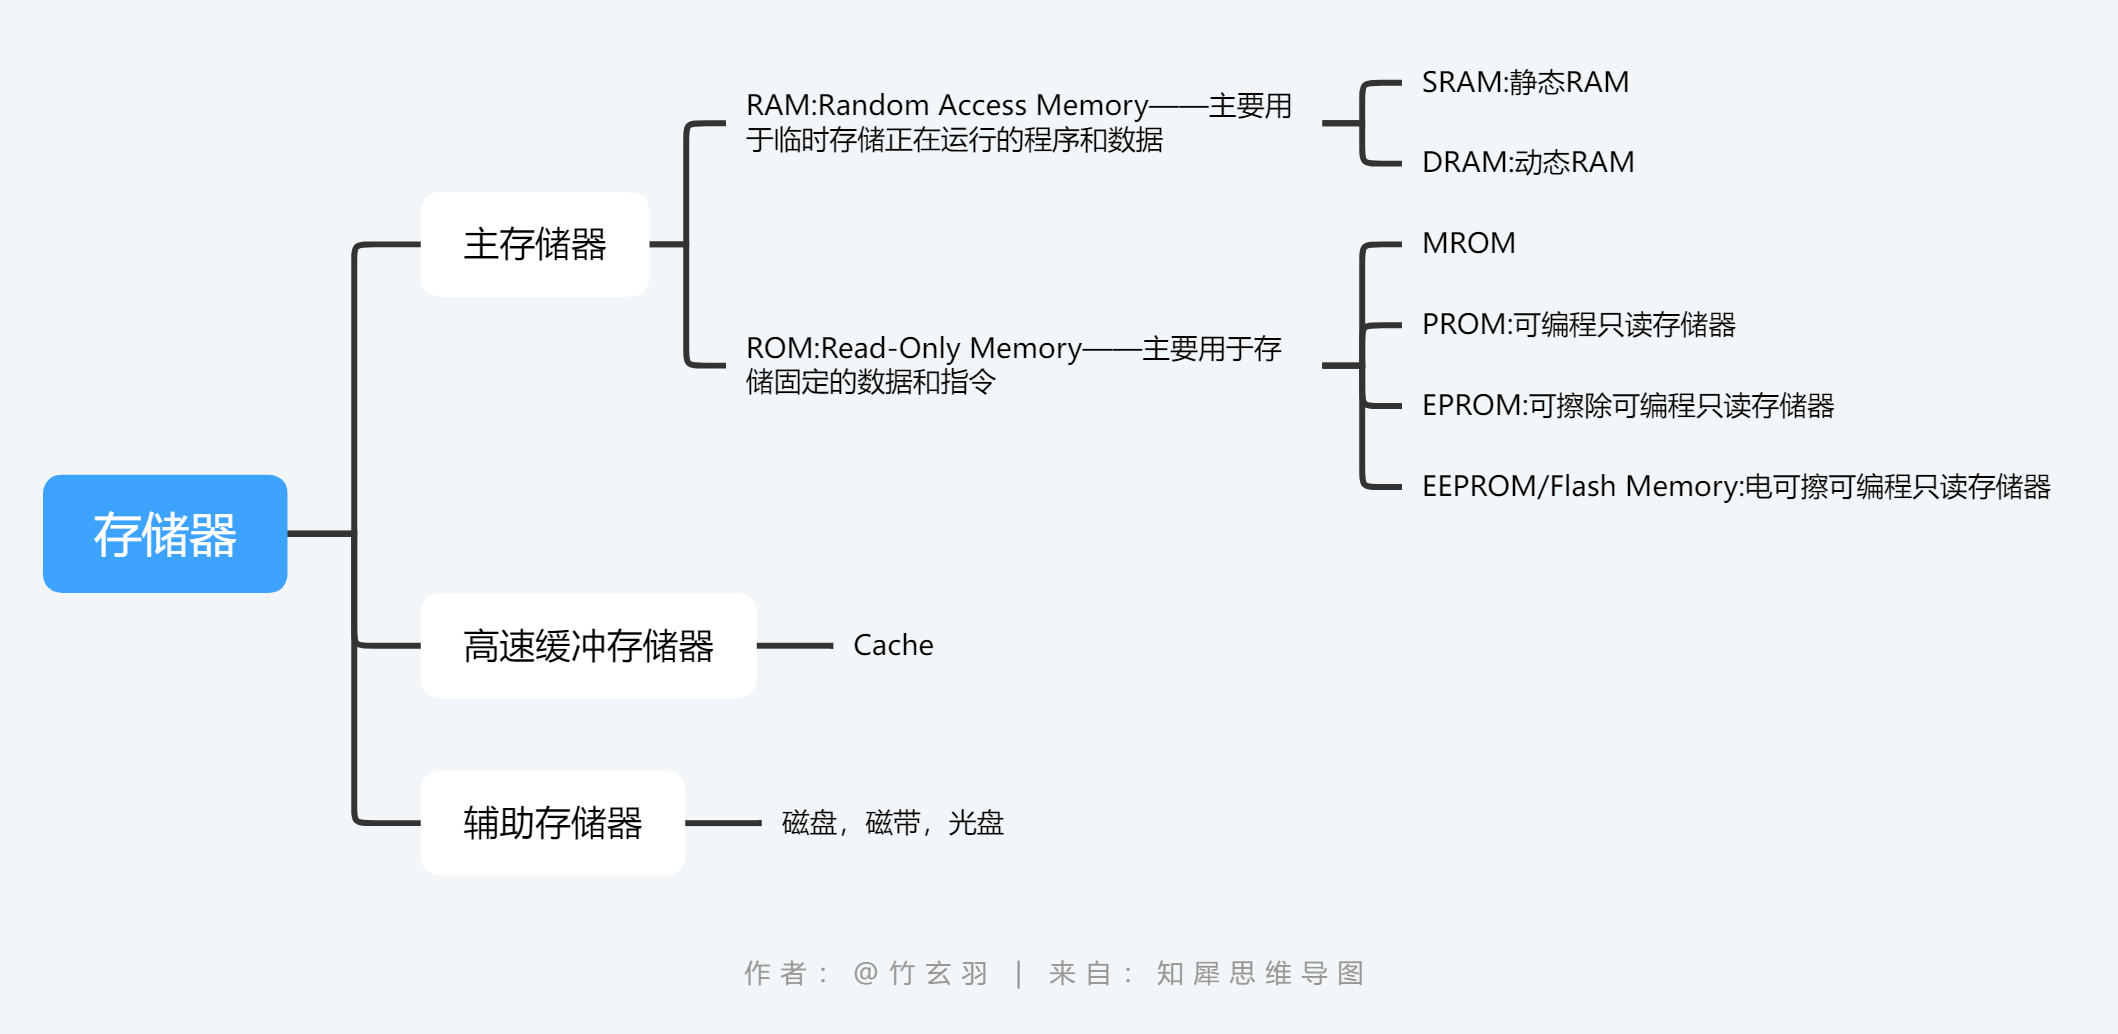 存储器
主存储器
RAM:Random Access Memory——主要用
于临时存储正在运行的程序和数据
SRAM:静态RAM
DRAM:动态RAM
ROM:Read-Only Memory——主要用于存
储固定的数据和指令
MROM
PROM:可编程只读存储器
EPROM:可擦除可编程只读存储器
EEPROM/Flash Memory:电可擦可编程只读存储器
高速缓冲存储器
Cache
辅助存储器
磁盘，磁带，光盘
作者：@竹玄羽 | 来自：知犀思维导图